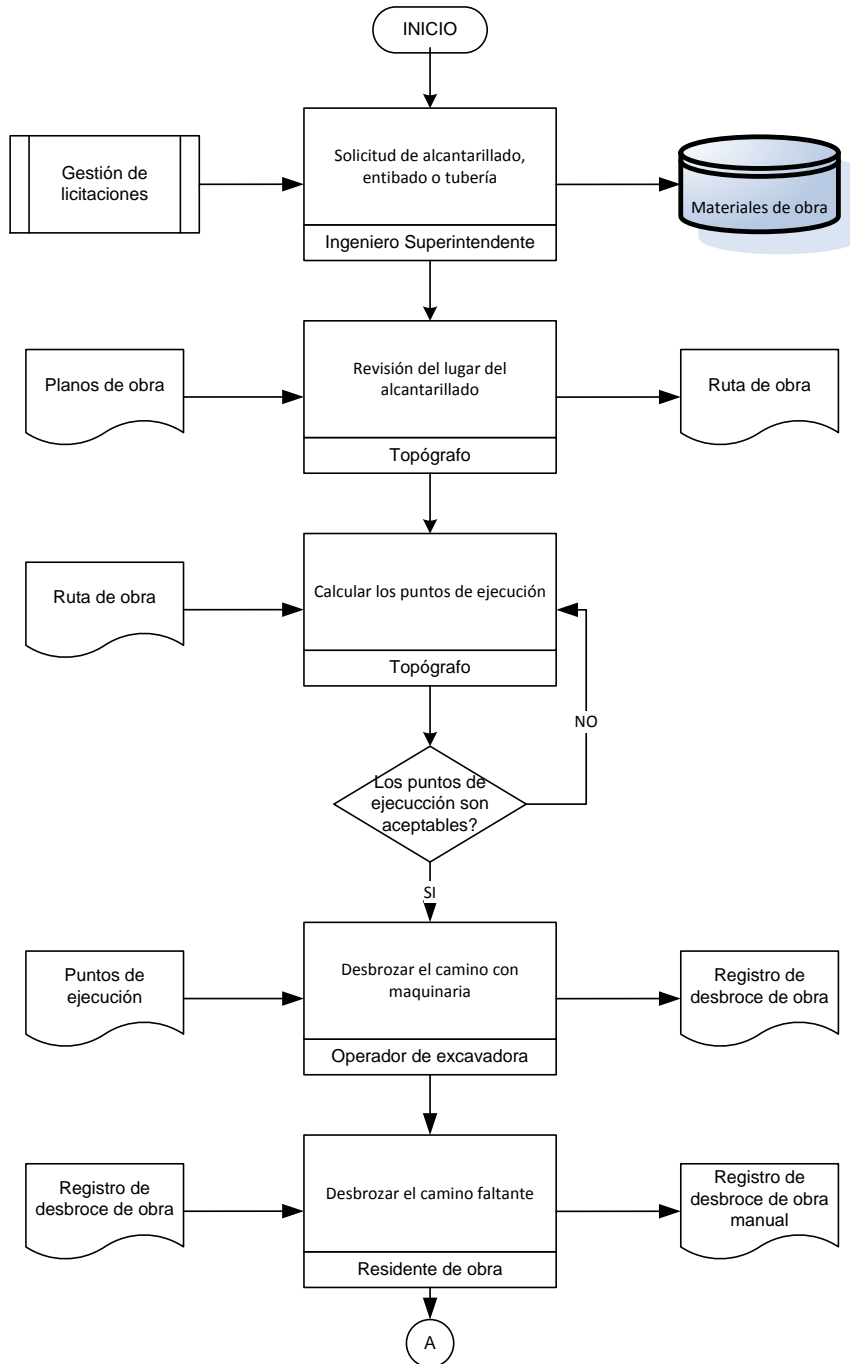 INICIO
Gestión de
licitaciones
Solicitud de alcantarillado,
entibado o tubería
Ingeniero Superintendente
Materiales de obra
Planos de obra
Revisión del lugar del
alcantarillado
Topógrafo
Ruta de obra
Ruta de obra
Calcular los puntos de ejecución
Topógrafo
NO
Los puntos de
ejecucción son
aceptables?
SI
Puntos de
ejecución
Desbrozar el camino con
maquinaria
Operador de excavadora
Registro de
desbroce de obra
Registro de
desbroce de obra
Desbrozar el camino faltante
Residente de obra
Registro de
desbroce de obra
manual
A